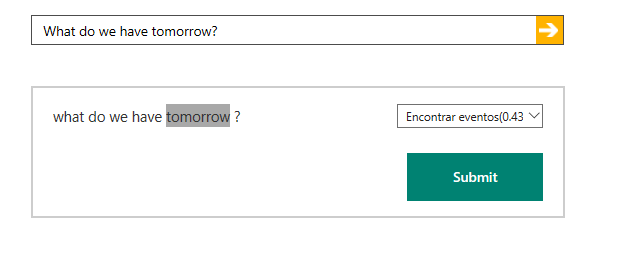 What do we have tomorrow?
what do we have tomorrow ?
Encontrar eventos(0.43
Submit